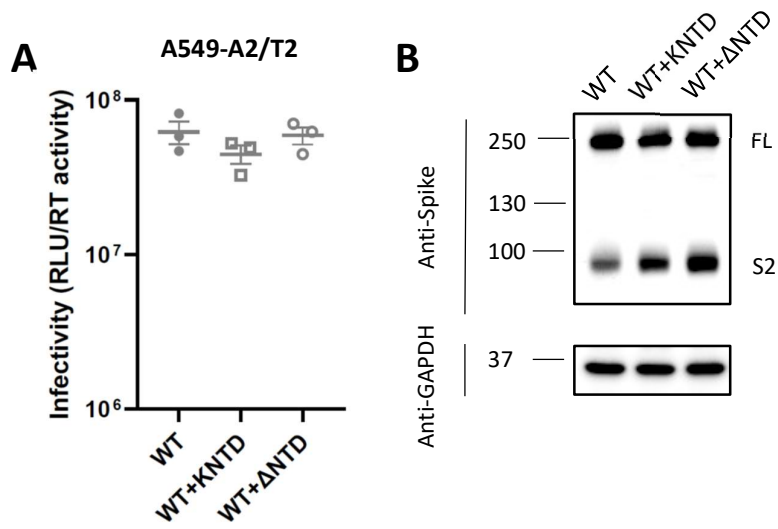 A
A549-A2/T2
Infectivity (RLU/RT activity)
10⁸
10⁷
10⁶
WT
WT+KNTD
WT+ΔNTD
B
WT
WT+KNTD
WT+ΔNTD
Anti-Spike
250
130
100
FL
S2
Anti-GAPDH
37